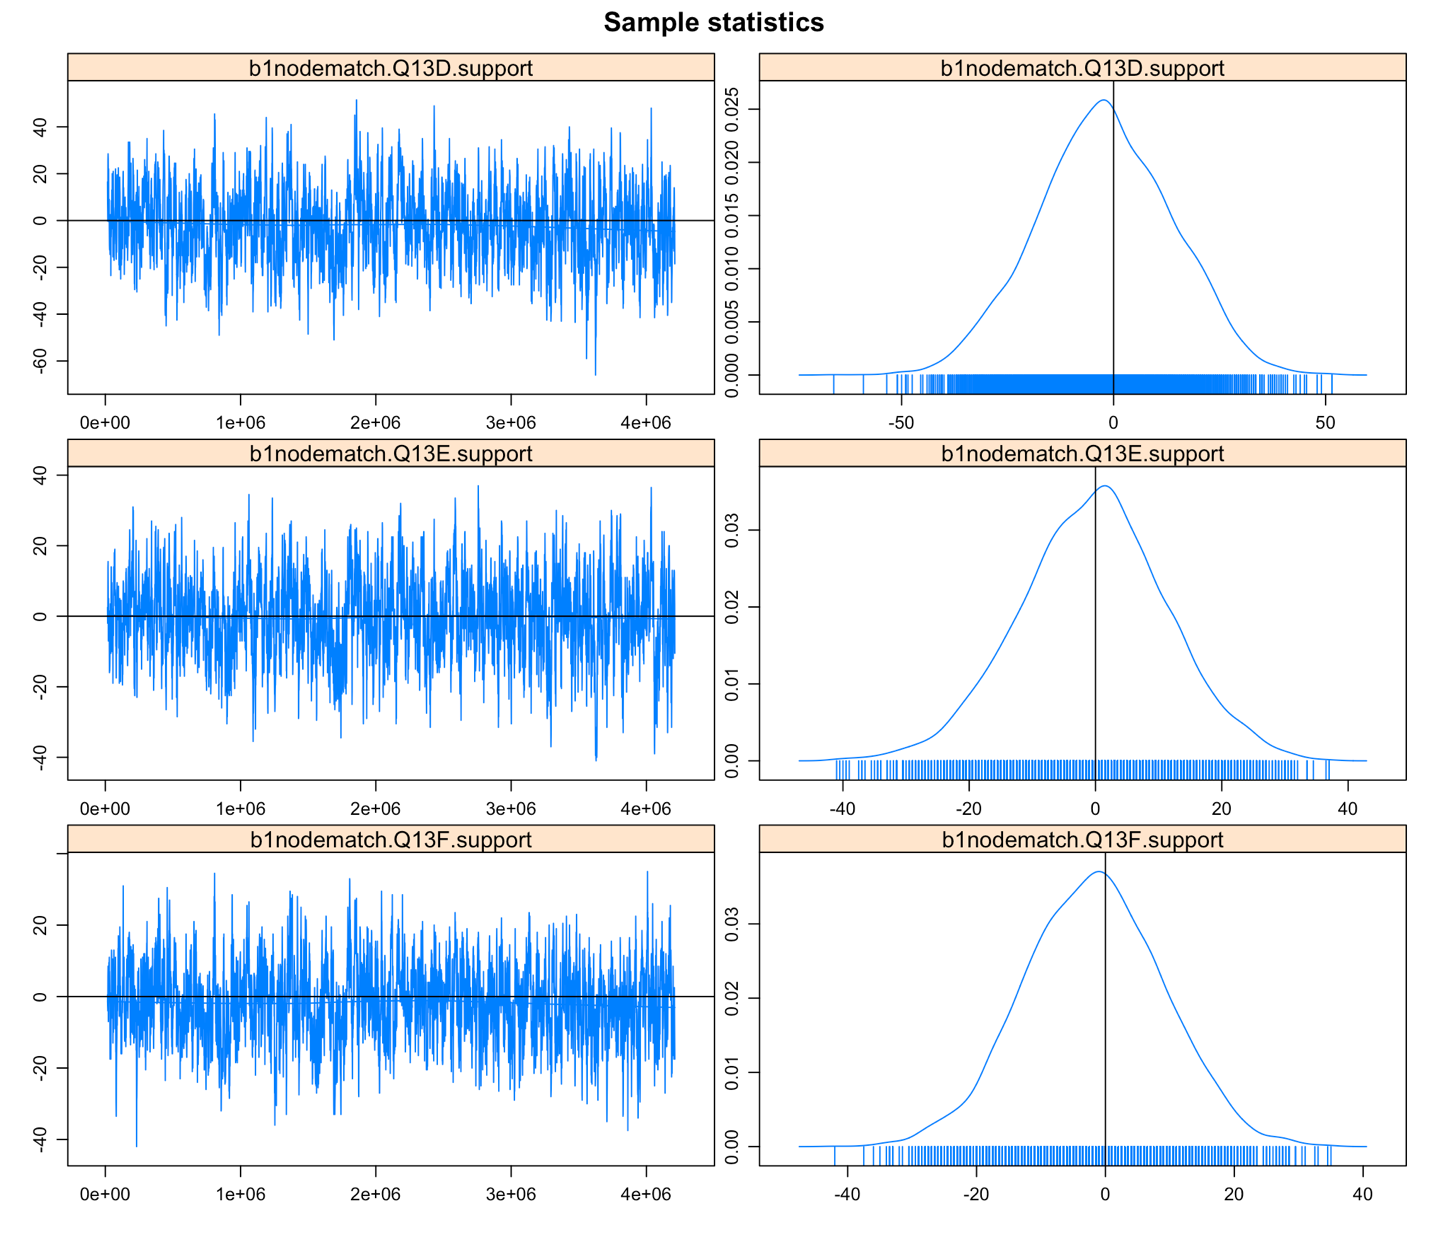 Sample statistics
b1nodematch.Q13D.support
b1nodematch.Q13D.support
40
20
0
-20
-40
-60
0e+00 1e+06 2e+06 3e+06 4e+06
0.025
0.020
0.015
0.010
0.005
0.000
-50 0 50
b1nodematch.Q13E.support
b1nodematch.Q13E.support
40
20
0
-20
-40
0e+00 1e+06 2e+06 3e+06 4e+06
0.03
0.02
0.01
0.00
-40 -20 0 20 40
b1nodematch.Q13F.support
b1nodematch.Q13F.support
20
0
-20
-40
0e+00 1e+06 2e+06 3e+06 4e+06
0.03
0.02
0.01
0.00
-40 -20 0 20 40